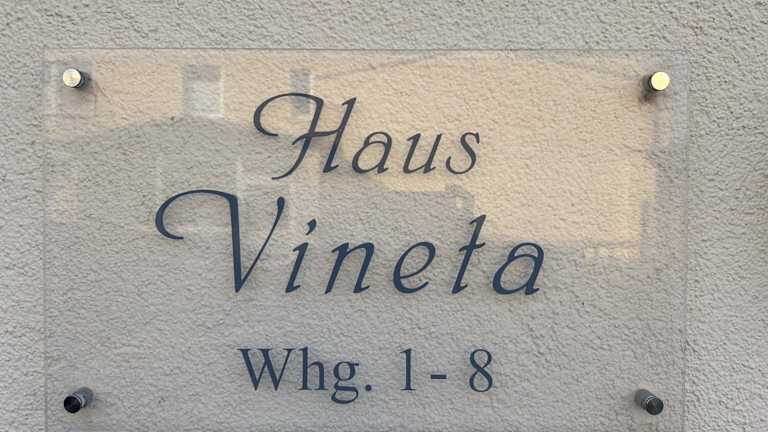 Haus
Vineta
Whg. 1- 8